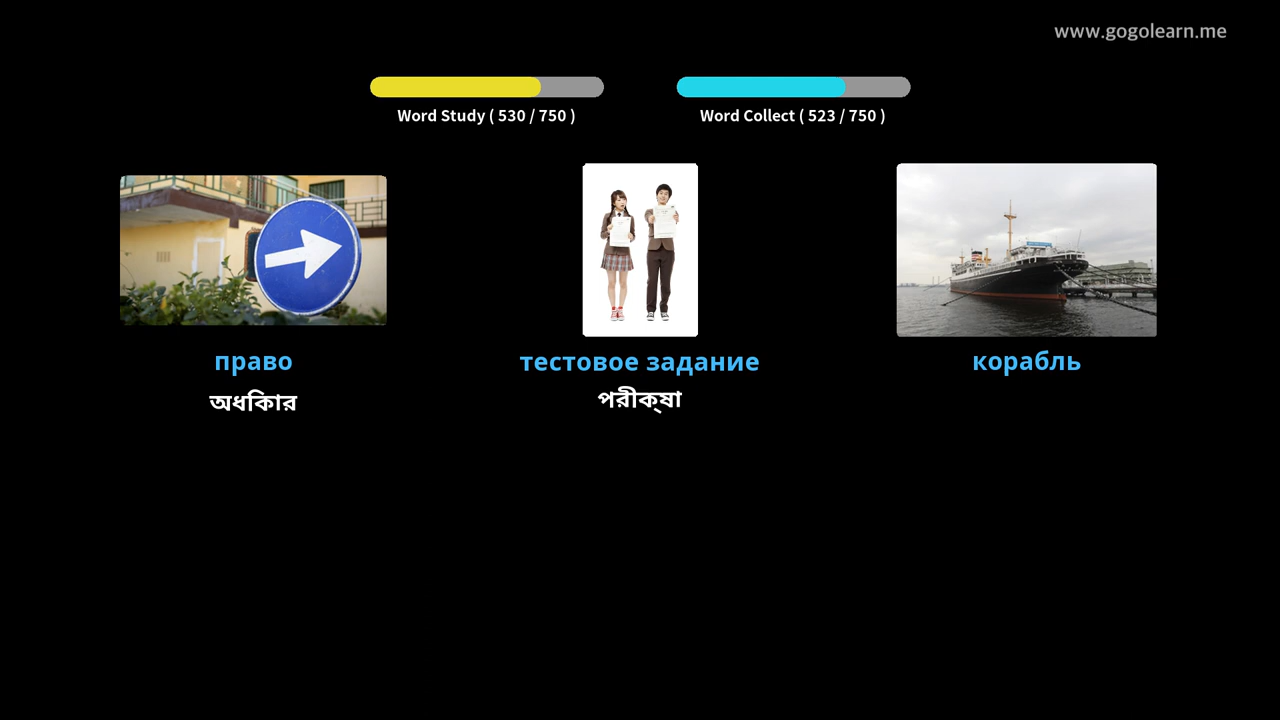 www.gogolearn.me
Word Study ( 530 / 750 )
Word Collect ( 523 / 750 )
право
тестовое задание
корабль
অধিকার
পরীক্ষা